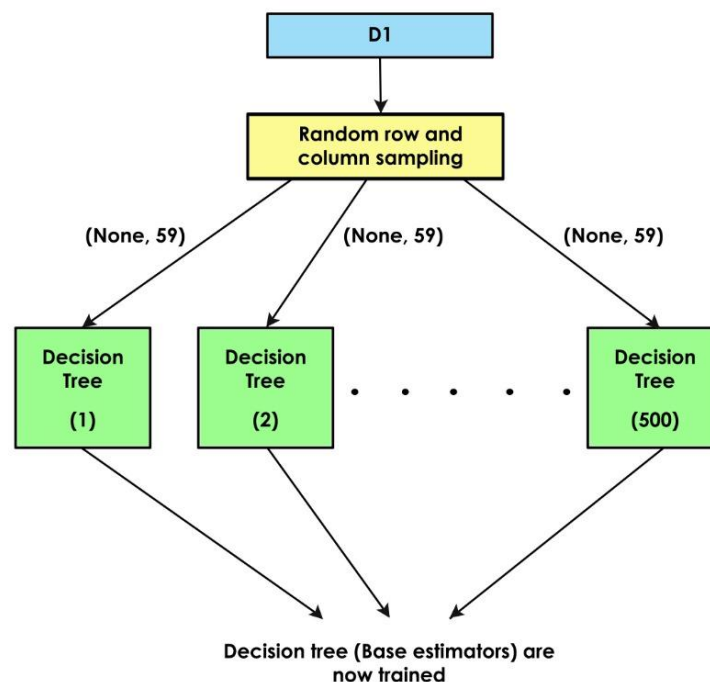 D1
Random row and
column sampling
(None, 59)
(None, 59)
(None, 59)
Decision
Tree
(1)
Decision
Tree
(2)
Decision
Tree
(500)
Decision tree (Base estimators) are
now trained